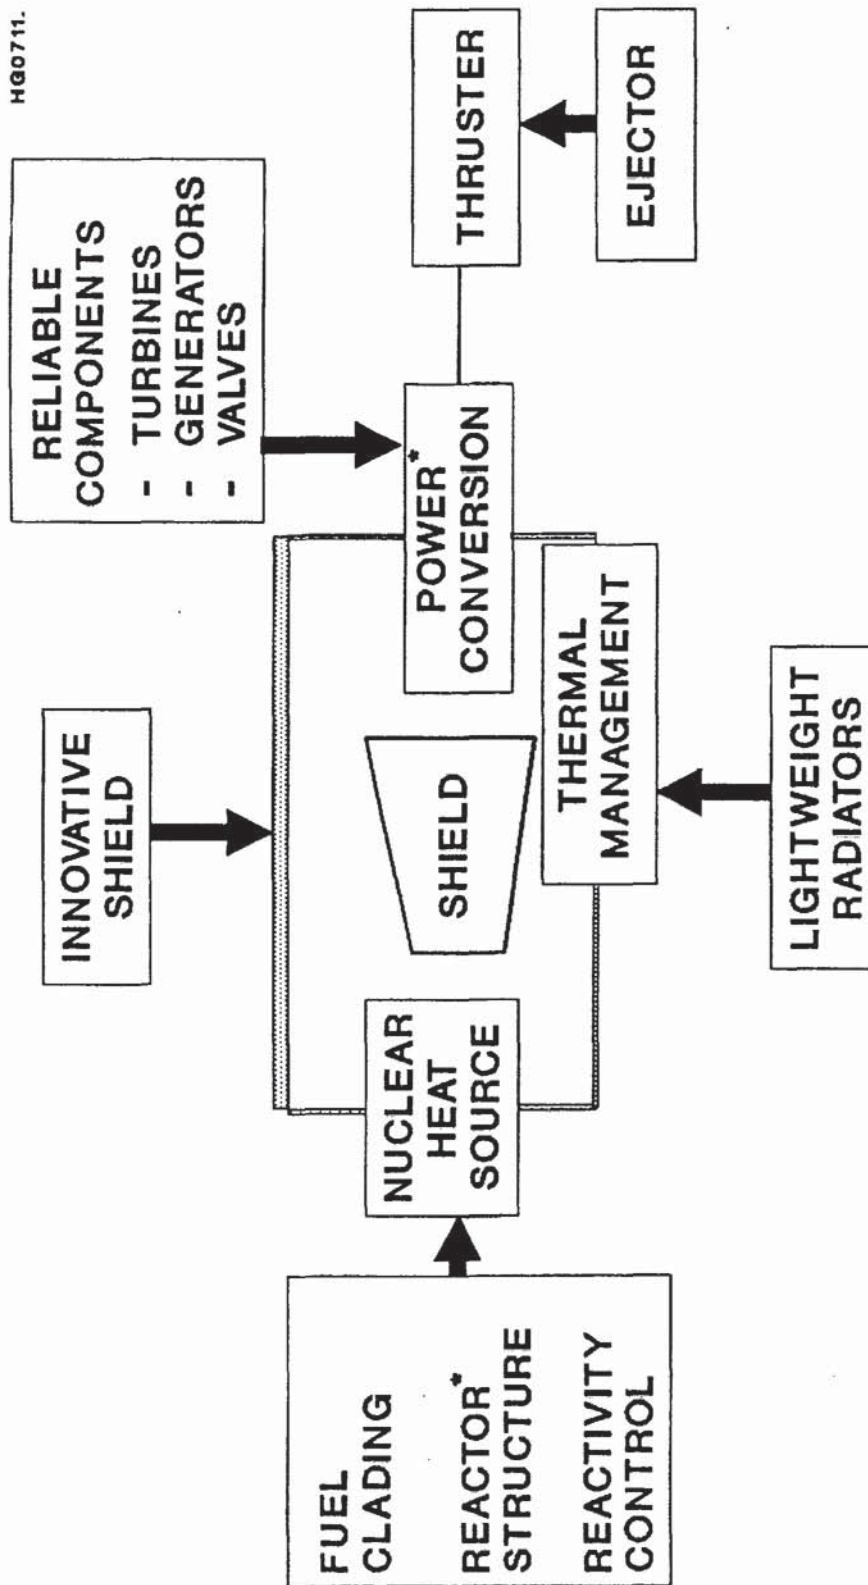 HG0711.
INNOVATIVE
SHIELD
RELIABLE
COMPONENTS
- TURBINES
- GENERATORS
- VALVES
FUEL
CLADING
REACTOR*
STRUCTURE
REACTIVITY
CONTROL
NUCLEAR
HEAT
SOURCE
SHIELD
POWER*
CONVERSION
THRUSTER
THERMAL
MANAGEMENT
EJECTOR
LIGHTWEIGHT
RADIATORS